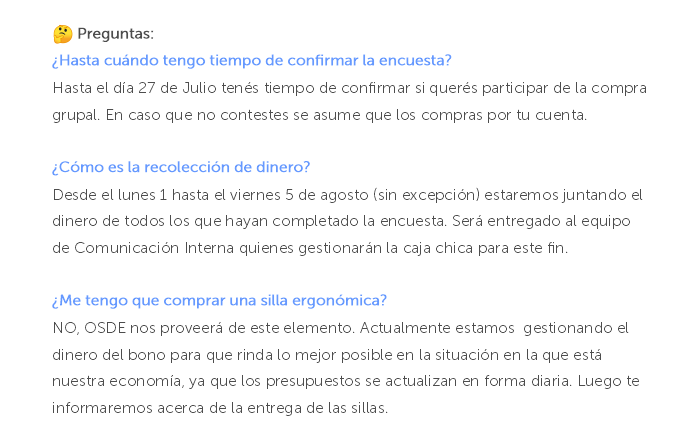 🤔 Preguntas:
¿Hasta cuándo tengo tiempo de confirmar la encuesta?
Hasta el día 27 de Julio tenés tiempo de confirmar si querés participar de la compra
grupal. En caso que no contestes se asume que los compras por tu cuenta.
¿Cómo es la recolección de dinero?
Desde el lunes 1 hasta el viernes 5 de agosto (sin excepción) estaremos juntando el
dinero de todos los que hayan completado la encuesta. Será entregado al equipo
de Comunicación Interna quienes gestionarán la caja chica para este fin.
¿Me tengo que comprar una silla ergonómica?
NO, OSDE nos proveerá de este elemento. Actualmente estamos  gestionando el
dinero del bono para que rinda lo mejor posible en la situación en la que está
nuestra economía, ya que los presupuestos se actualizan en forma diaria. Luego te
informaremos acerca de la entrega de las sillas.